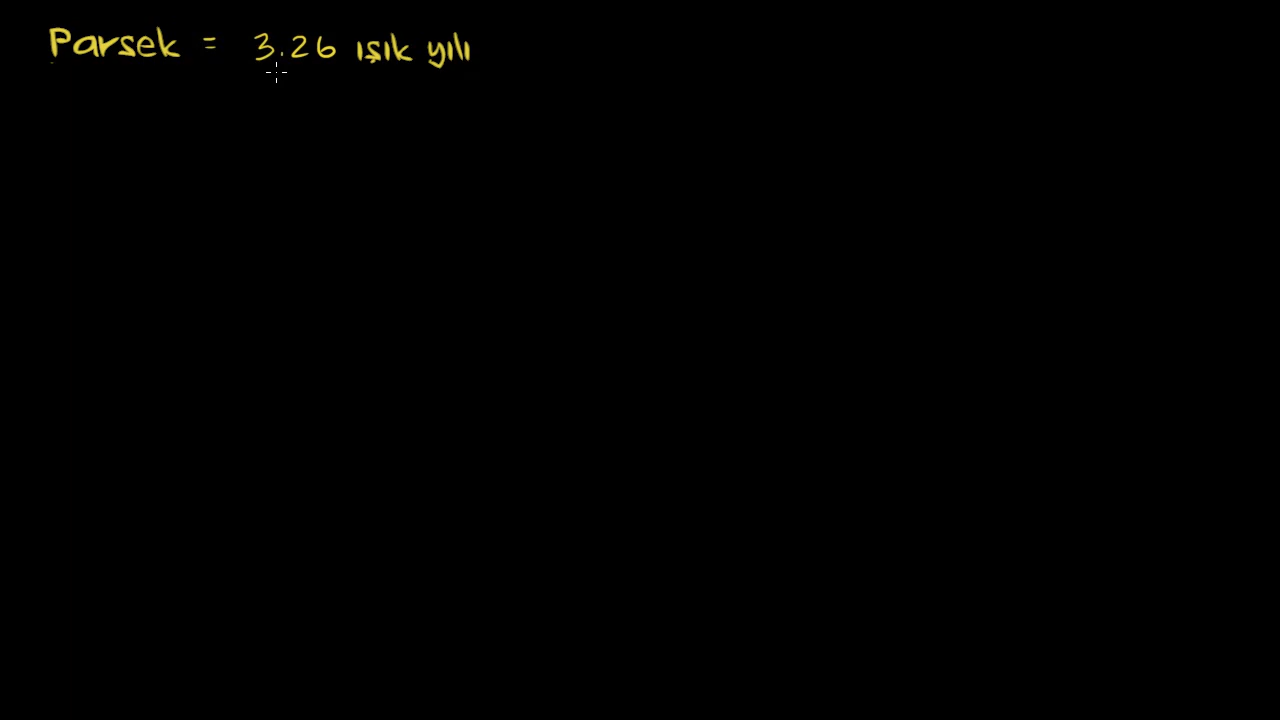 Parsek = 3.26 ışık yılı